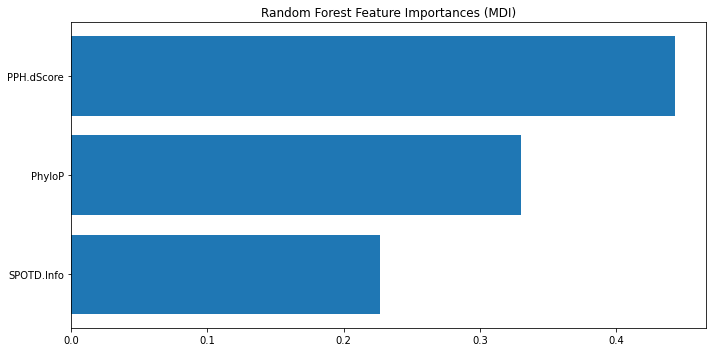 Random Forest Feature Importances (MDI)
PPH.dScore
PhyloP
SPOTD.Info
0.0 0.1 0.2 0.3 0.4